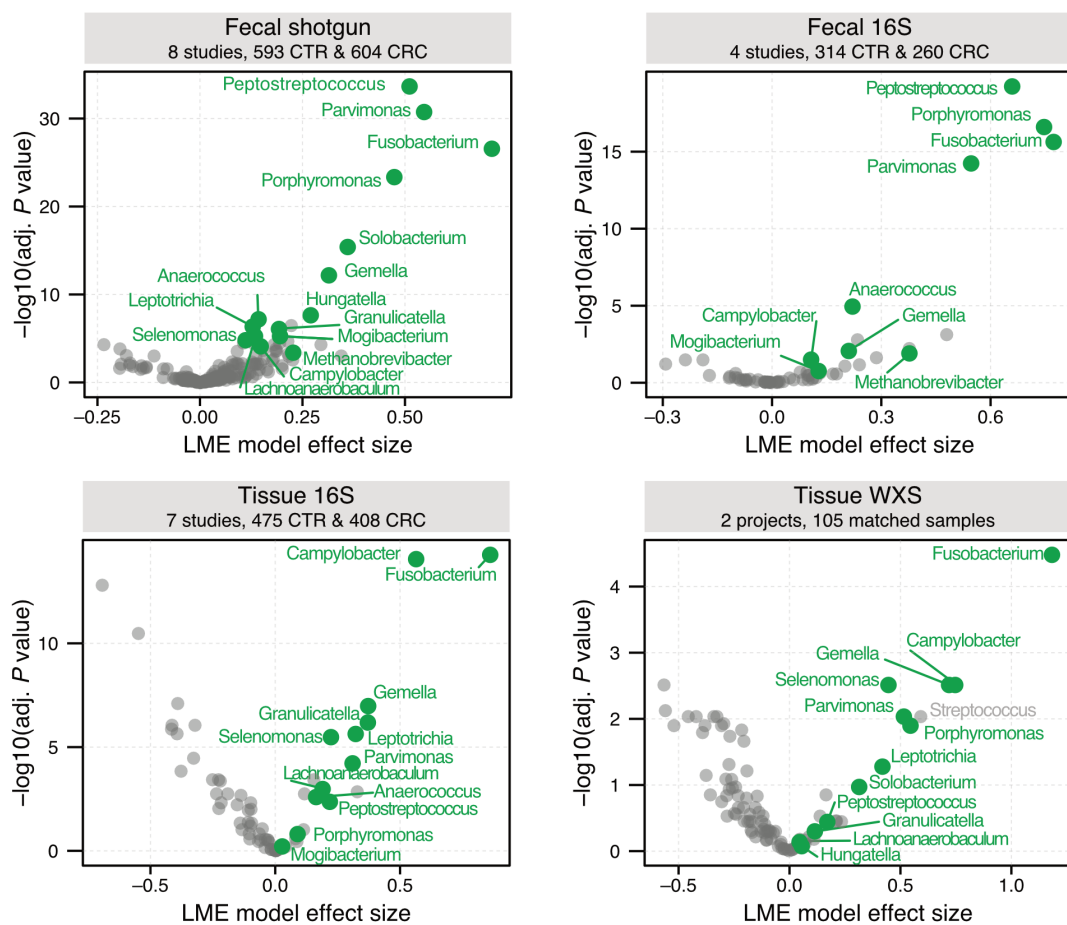 Fecal shotgun
8 studies, 593 CTR & 604 CRC
−log10(adj. P value)
30
20
10
0
Peptostreptococcus
Parvimonas
Fusobacterium
Porphyromonas
Solobacterium
Gemella
Anaerococcus
Hungatella
Leptotrichia
Granulicatella
Selenomonas
Mogibacterium
Methanobrevibacter
Campylobacter
Lachnoanaerobaculum
−0.25
0.00
0.25
0.50
LME model effect size
Fecal 16S
4 studies, 314 CTR & 260 CRC
−log10(adj. P value)
15
10
5
0
Peptostreptococcus
Porphyromonas
Fusobacterium
Parvimonas
Anaerococcus
Campylobacter
Gemella
Mogibacterium
Methanobrevibacter
−0.3
0.0
0.3
0.6
LME model effect size
Tissue 16S
7 studies, 475 CTR & 408 CRC
−log10(adj. P value)
10
5
0
Campylobacter
Fusobacterium
Gemella
Granulicatella
Selenomonas
Leptotrichia
Parvimonas
Lachnoanaerobaculum
Anaerococcus
Peptostreptococcus
Porphyromonas
Mogibacterium
−0.5
0.0
0.5
LME model effect size
Tissue WXS
2 projects, 105 matched samples
−log10(adj. P value)
4
3
2
1
0
Fusobacterium
Campylobacter
Gemella
Selenomonas
Parvimonas
Streptococcus
Porphyromonas
Leptotrichia
Solobacterium
Peptostreptococcus
Granulicatella
Lachnoanaerobaculum
Hungatella
−0.5
0.0
0.5
1.0
LME model effect size